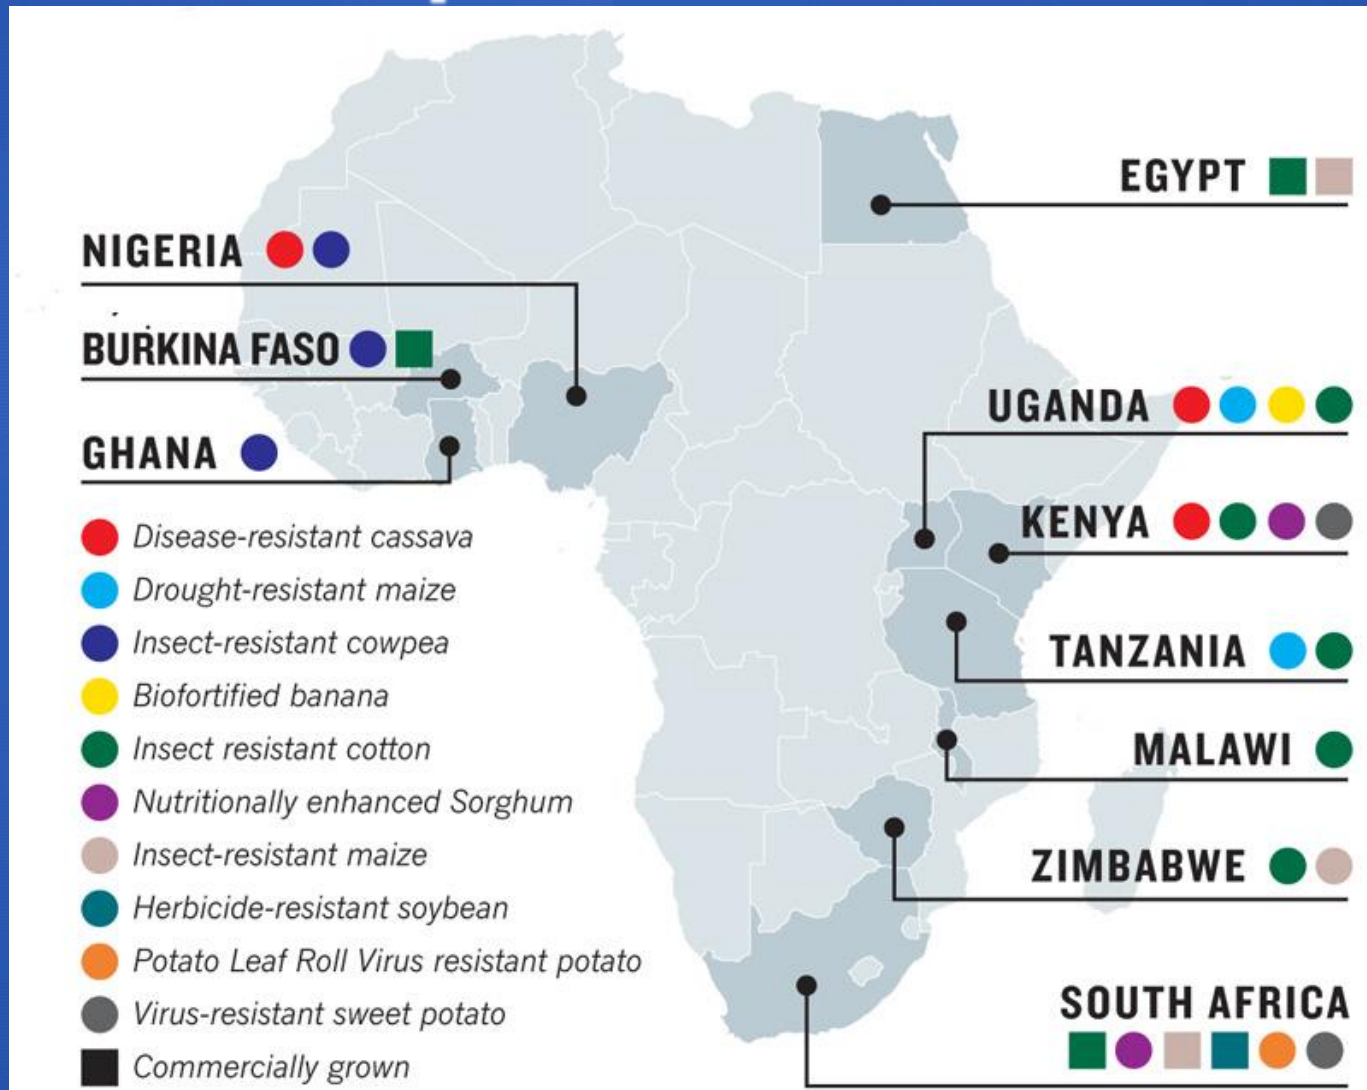 EGYPT
NIGERIA
BURKINA FASO
UGANDA
GHANA
KENYA
Disease-resistant cassava
Drought-resistant maize
Insect-resistant cowpea
Biofortified banana
Insect resistant cotton
Nutritionally enhanced Sorghum
Insect-resistant maize
Herbicide-resistant soybean
Potato Leaf Roll Virus resistant potato
Virus-resistant sweet potato
Commercially grown
TANZANIA
MALAWI
ZIMBABWE
SOUTH AFRICA